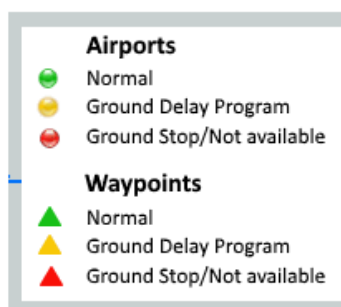 Airports
Normal
Ground Delay Program
Ground Stop/Not available
Waypoints
Normal
Ground Delay Program
Ground Stop/Not available